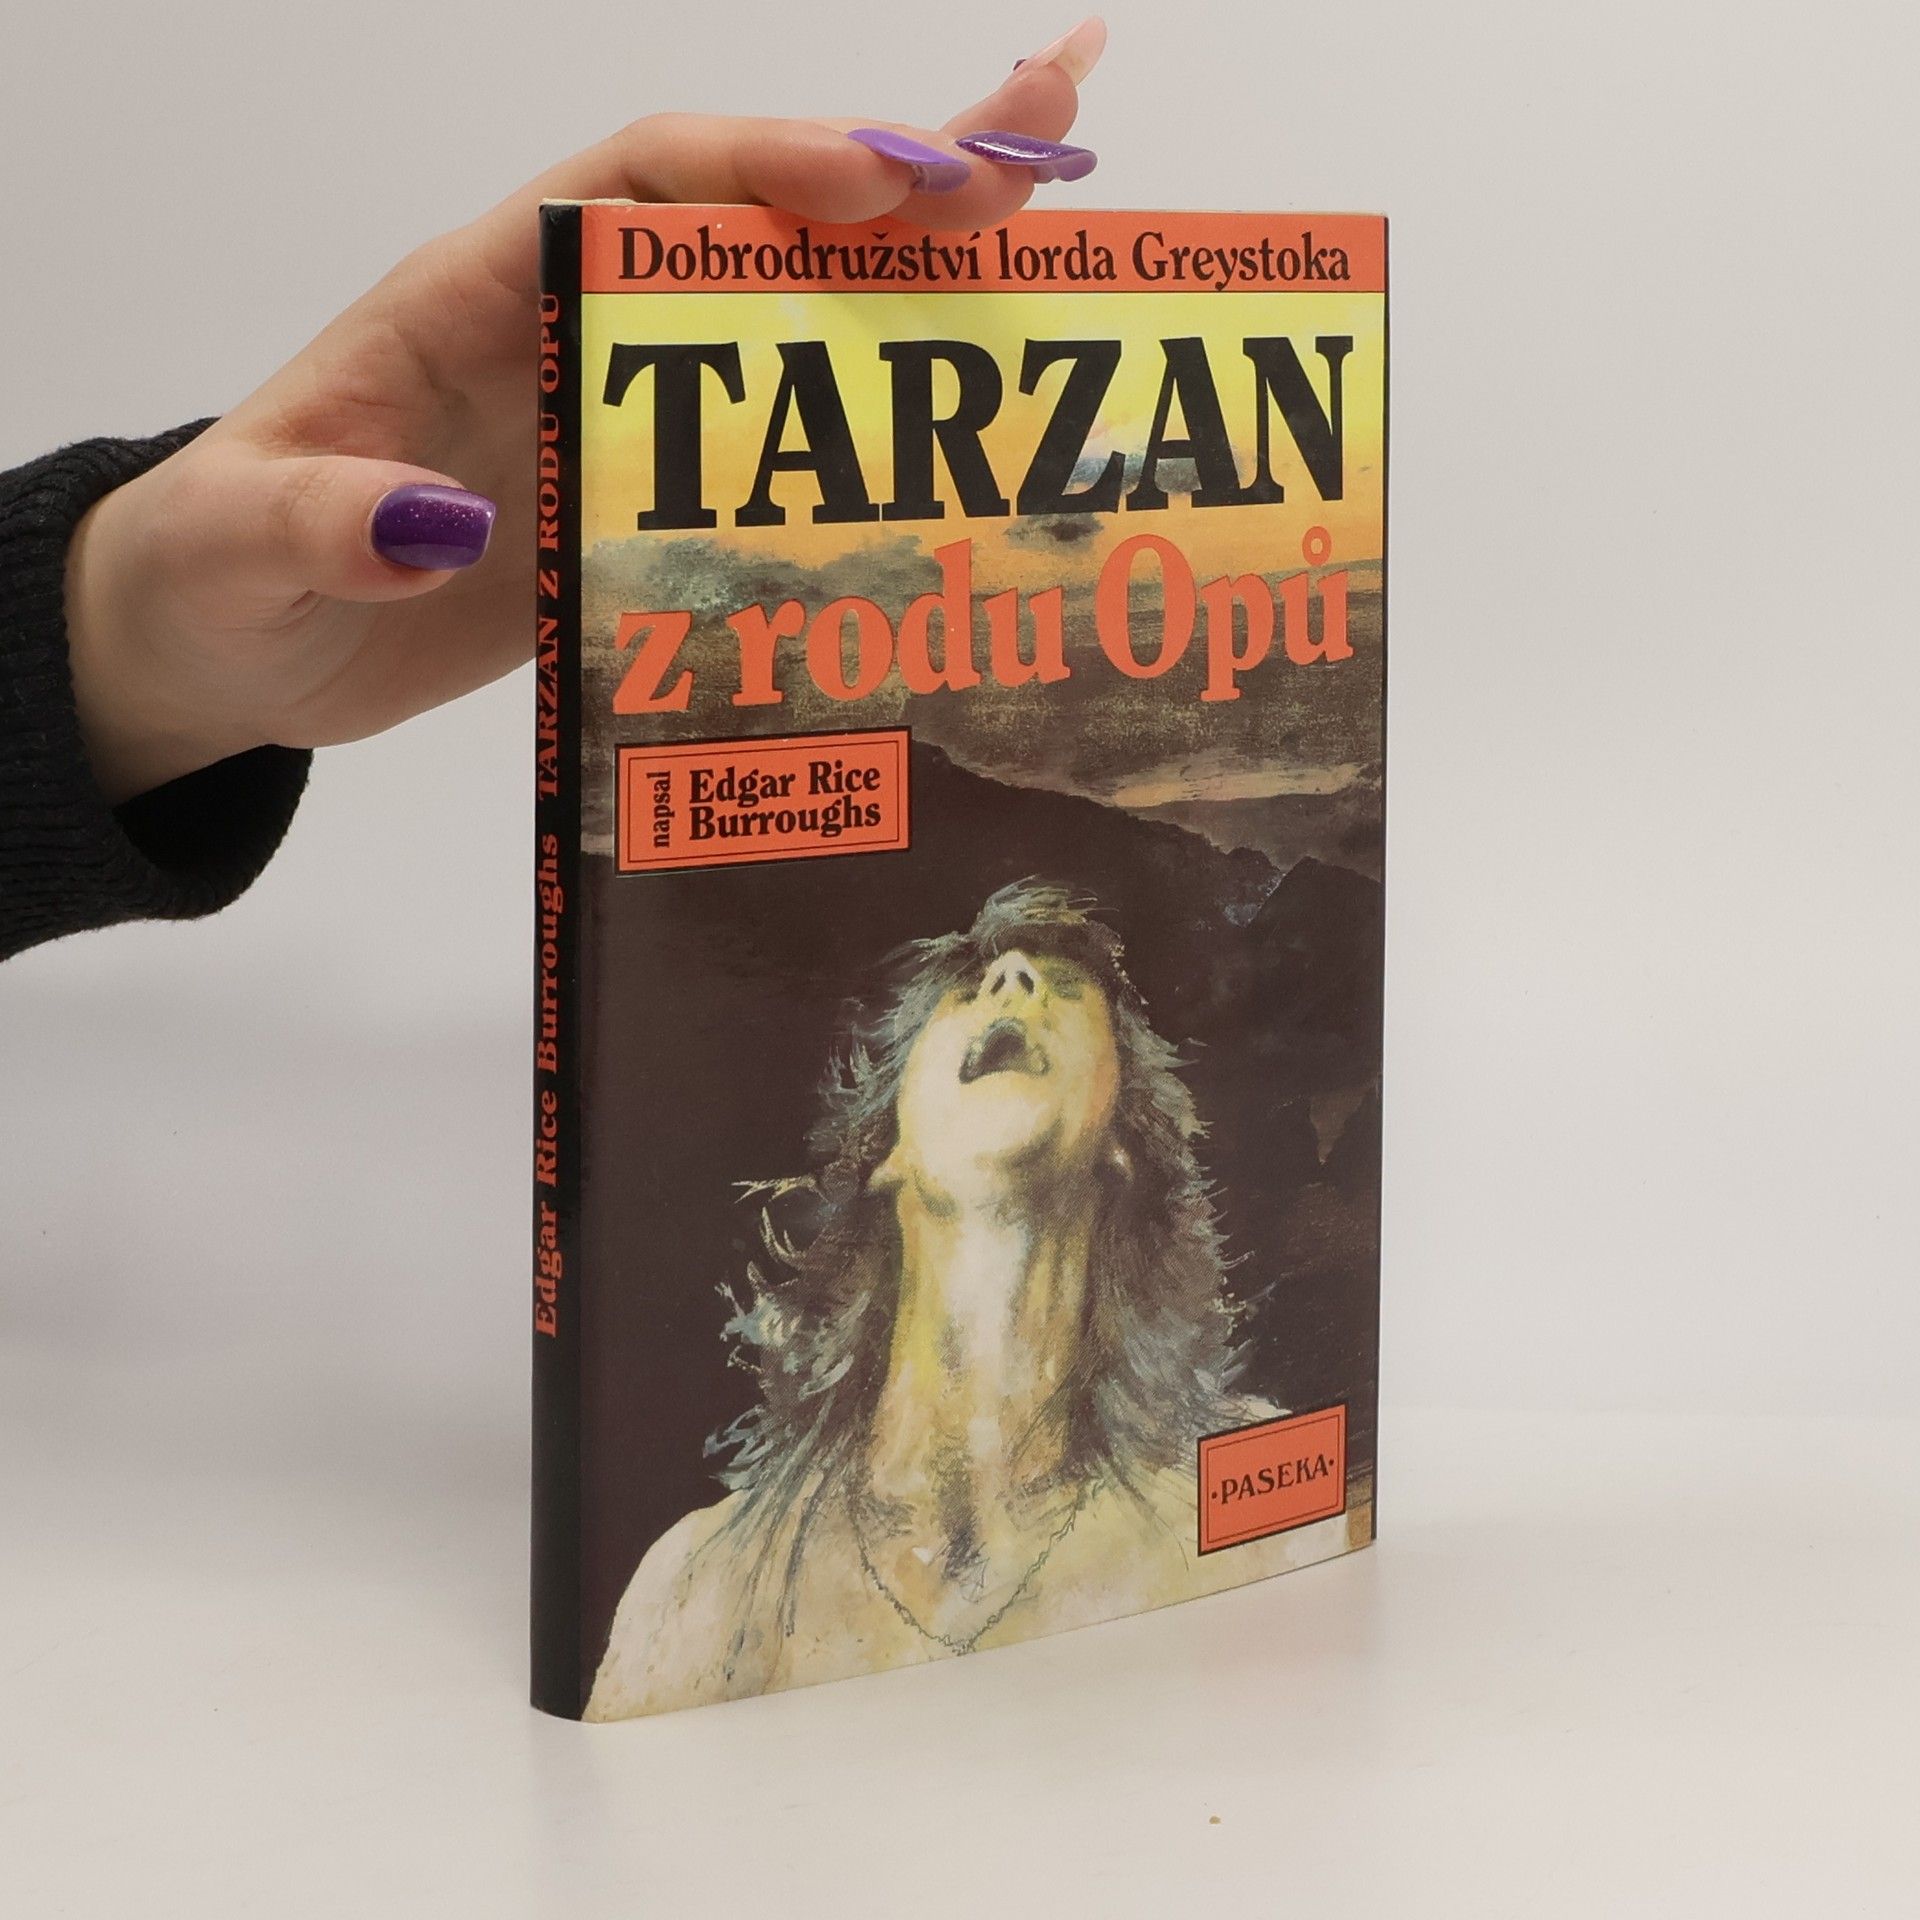 Dobrodružství lorda Greystoka
TARZAN
z rodu Opů
napsal
Edgar Rice
Burroughs
·PASEKA·
Edgar Rice Burroughs TARZAN Z RODU OPŮ